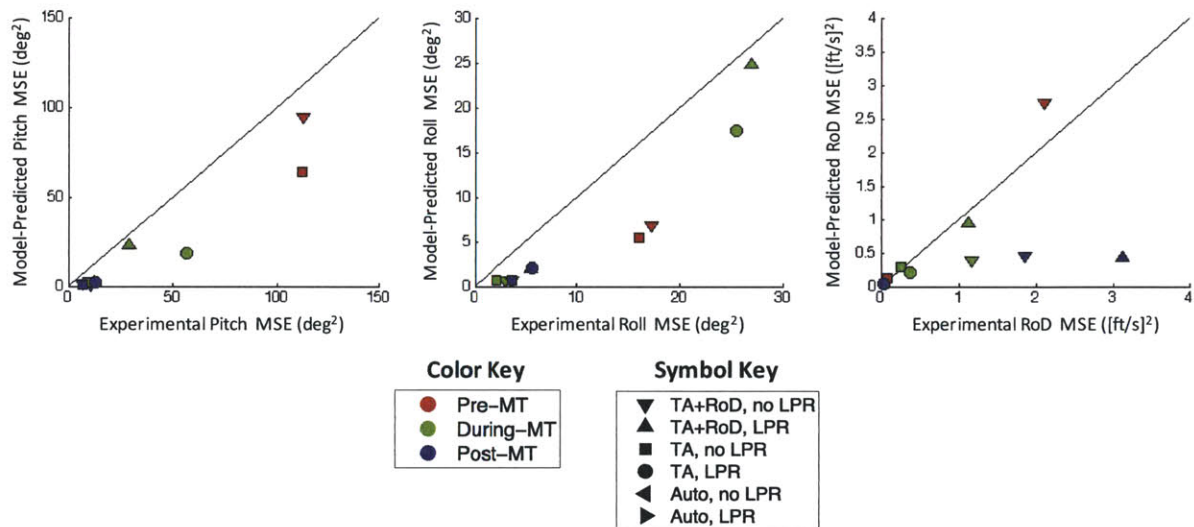 150
100
50
0
0
50
100
150
Model-Predicted Pitch MSE (deg²)
Experimental Pitch MSE (deg²)
30
25
20
15
10
5
0
0
10
20
30
Model-Predicted Roll MSE (deg²)
Experimental Roll MSE (deg²)
4
3.5
3
2.5
2
1.5
1
0.5
0
0
1
2
3
4
Model-Predicted RoD MSE ([ft/s]²)
Experimental RoD MSE ([ft/s]²)
Color Key
Pre-MT
During-MT
Post-MT
Symbol Key
TA+RoD, no LPR
TA+RoD, LPR
TA, no LPR
TA, LPR
Auto, no LPR
Auto, LPR